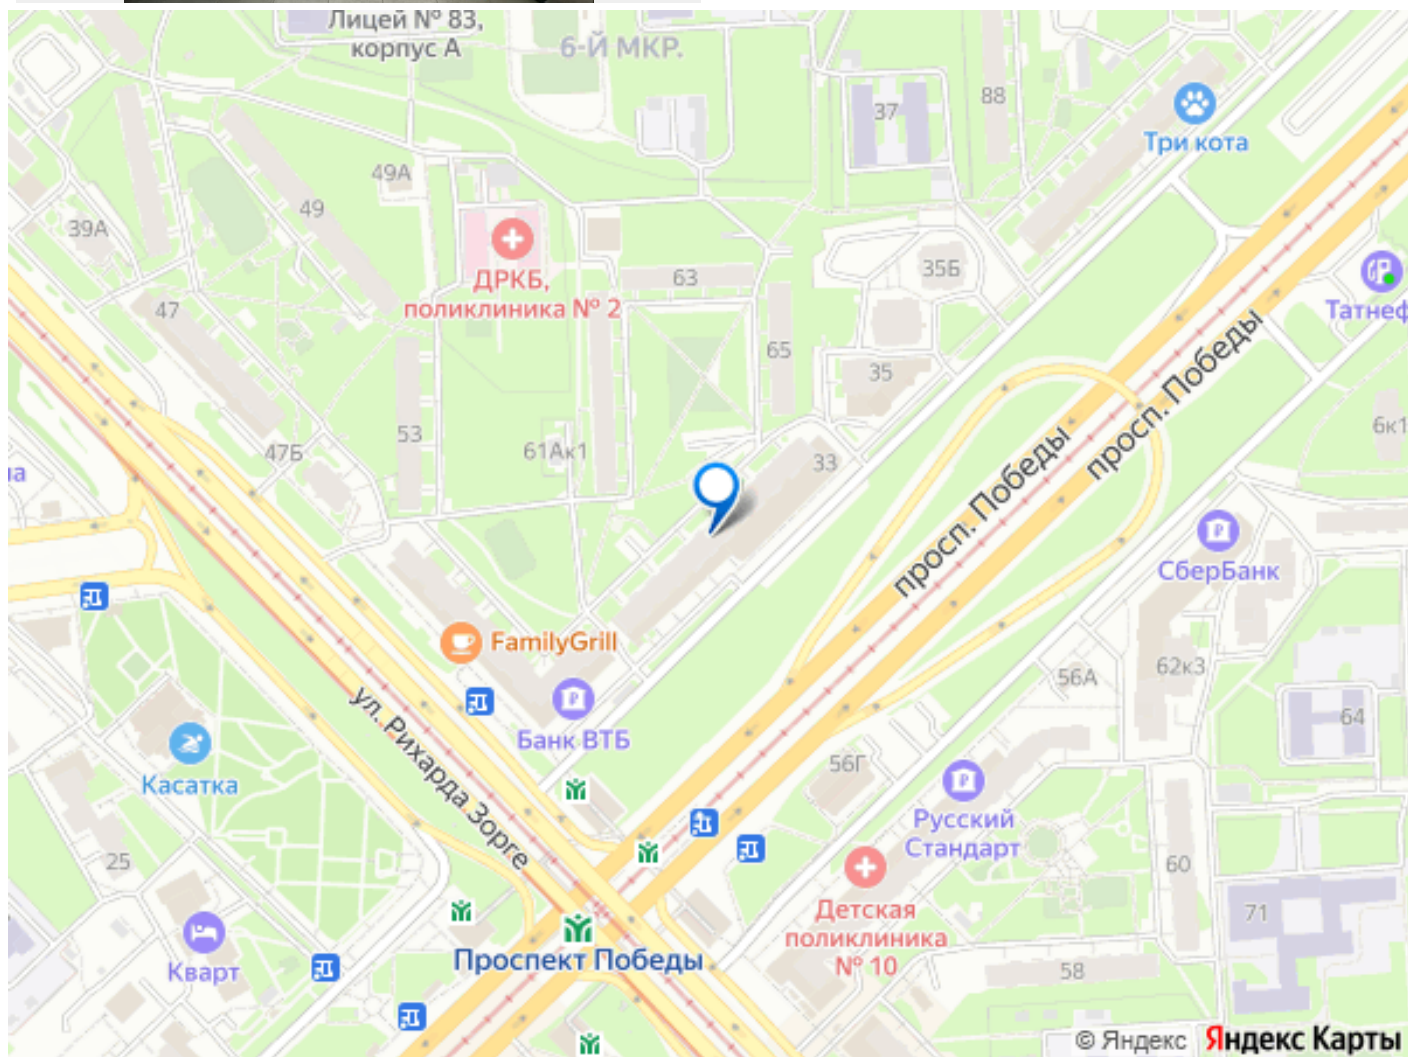 Лицей № 83,
корпус А
6-Й МКР.
37
88
Три кота
49А
49
39А
ДРКБ,
поликлиника № 2
63
35Б
Татнеф
47
65
35
просп. Победы
53
47Б
61Ак1
33
6к1
на
просп. Победы
СберБанк
FamilyGrill
62к3
56А
64
Банк ВТБ
ул. Рихарда Зорге
Касатка
56Г
Русский
Стандарт
25
60
Детская
поликлиника
№ 10
71
Кварт
Проспект Победы
58
© Яндекс Яндекс Карты